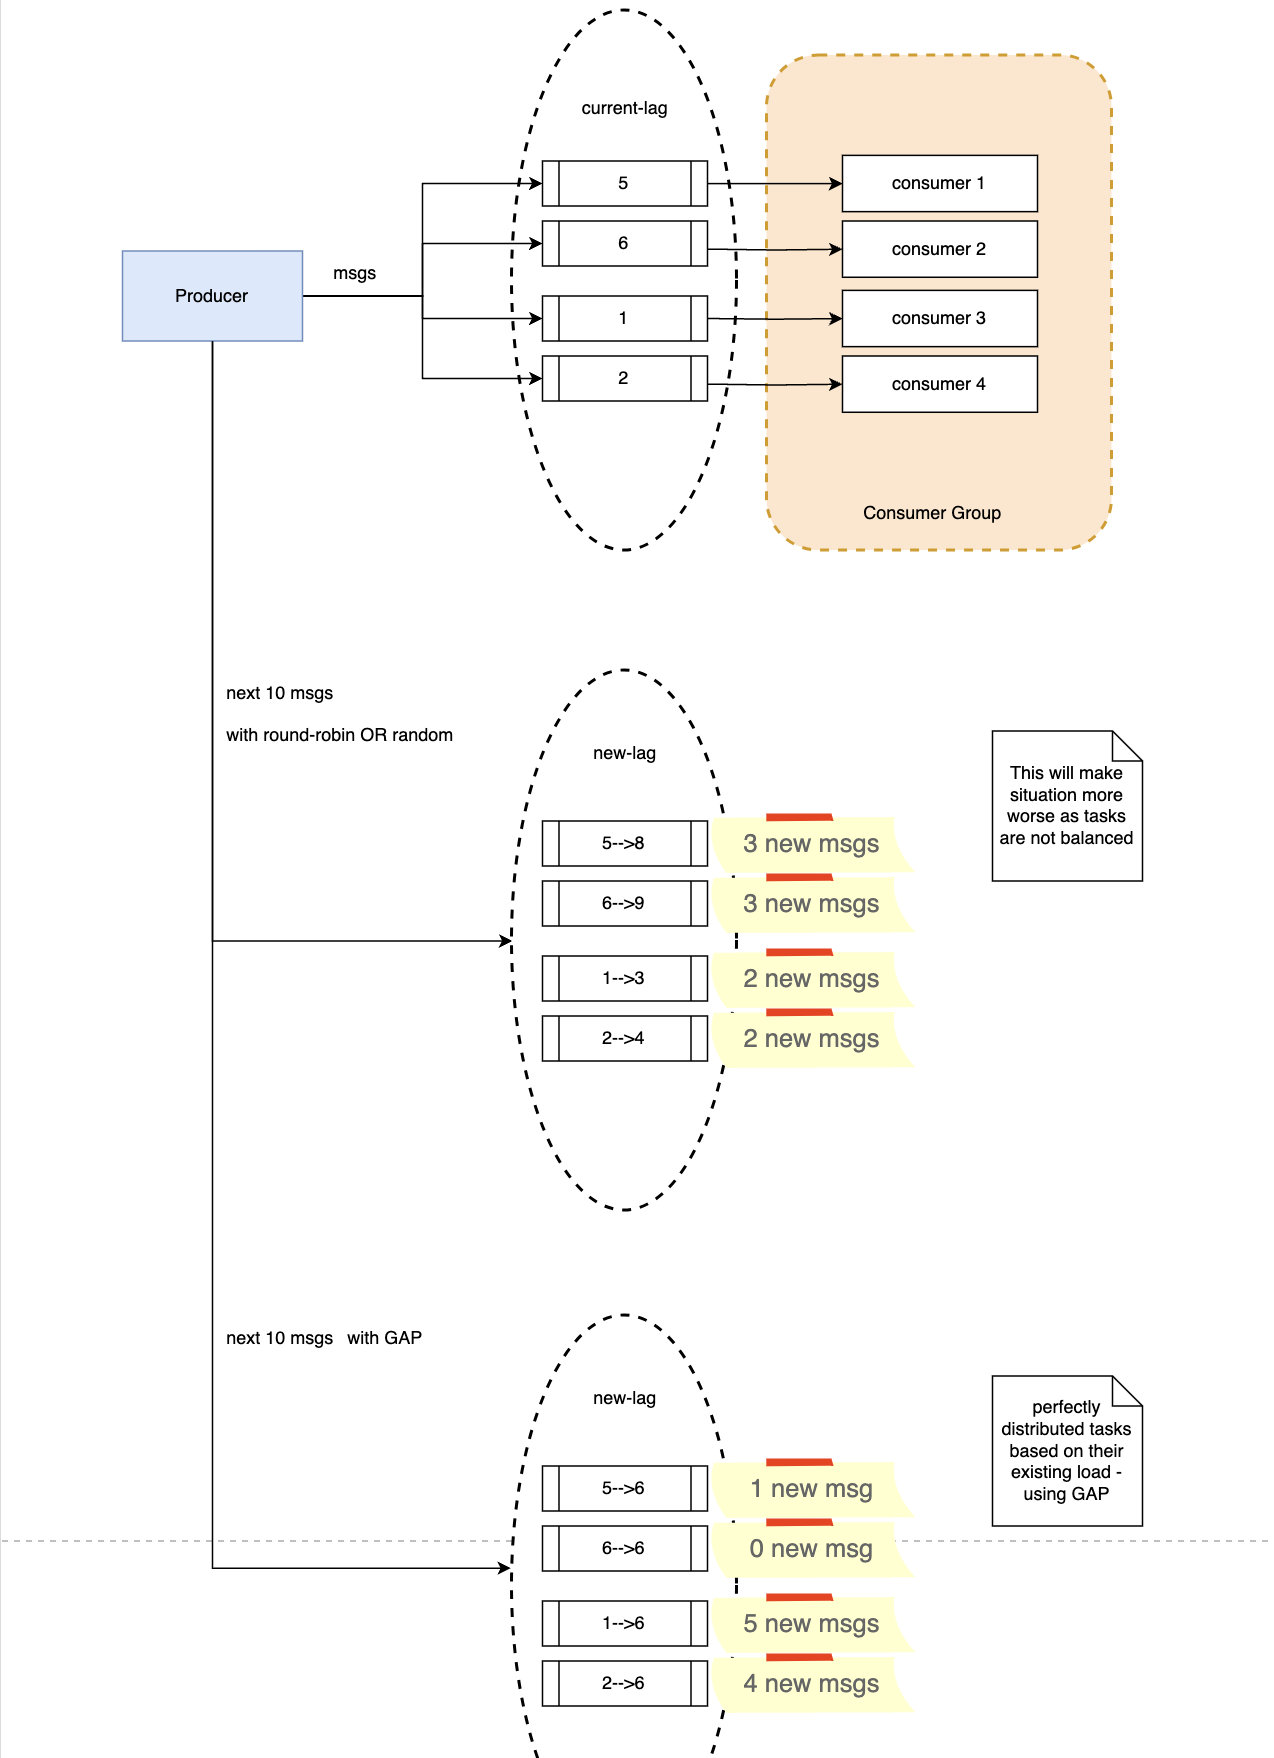 current-lag
5
consumer 1
6
consumer 2
msgs
Producer
1
consumer 3
2
consumer 4
Consumer Group
next 10 msgs
with round-robin OR random
new-lag
This will make
situation more
worse as tasks
are not balanced
5-->8
3 new msgs
6-->9
3 new msgs
1-->3
2 new msgs
2-->4
2 new msgs
next 10 msgs   with GAP
new-lag
perfectly
distributed tasks
based on their
existing load -
using GAP
5-->6
1 new msg
6-->6
0 new msg
1-->6
5 new msgs
2-->6
4 new msgs